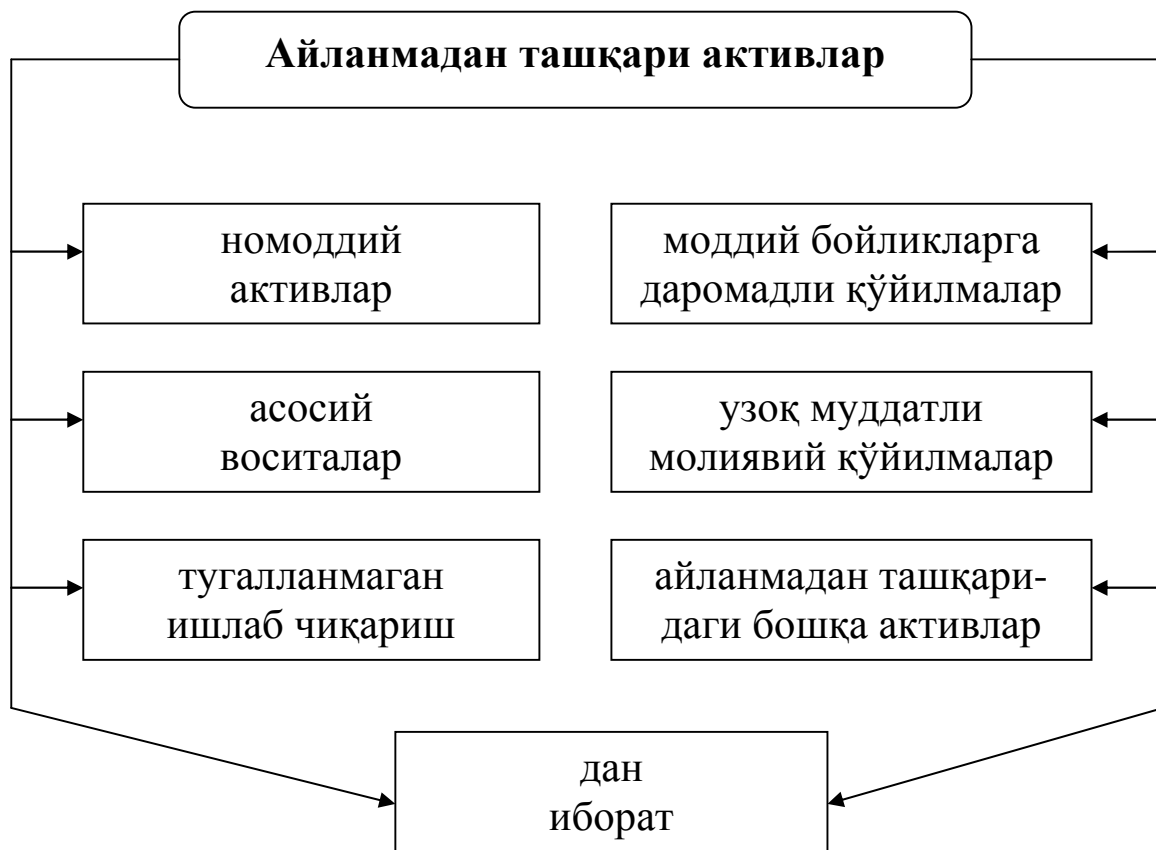 Айланмадан ташқари активлар
номоддий
активлар
моддий бойликларга
даромадли қўйилмалар
асосий
воситалар
узоқ муддатли
молиявий қўйилмалар
тугалланмаган
ишлаб чиқариш
айланмадан ташқари-
даги бошқа активлар
дан
иборат